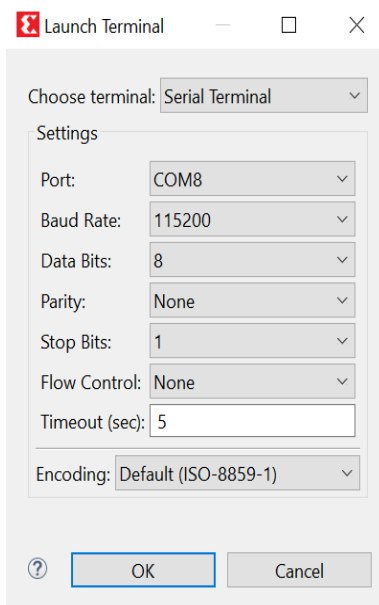 Launch Terminal
Choose terminal: Serial Terminal
Settings
Port: COM8
Baud Rate: 115200
Data Bits: 8
Parity: None
Stop Bits: 1
Flow Control: None
Timeout (sec): 5
Encoding: Default (ISO-8859-1)
? OK Cancel